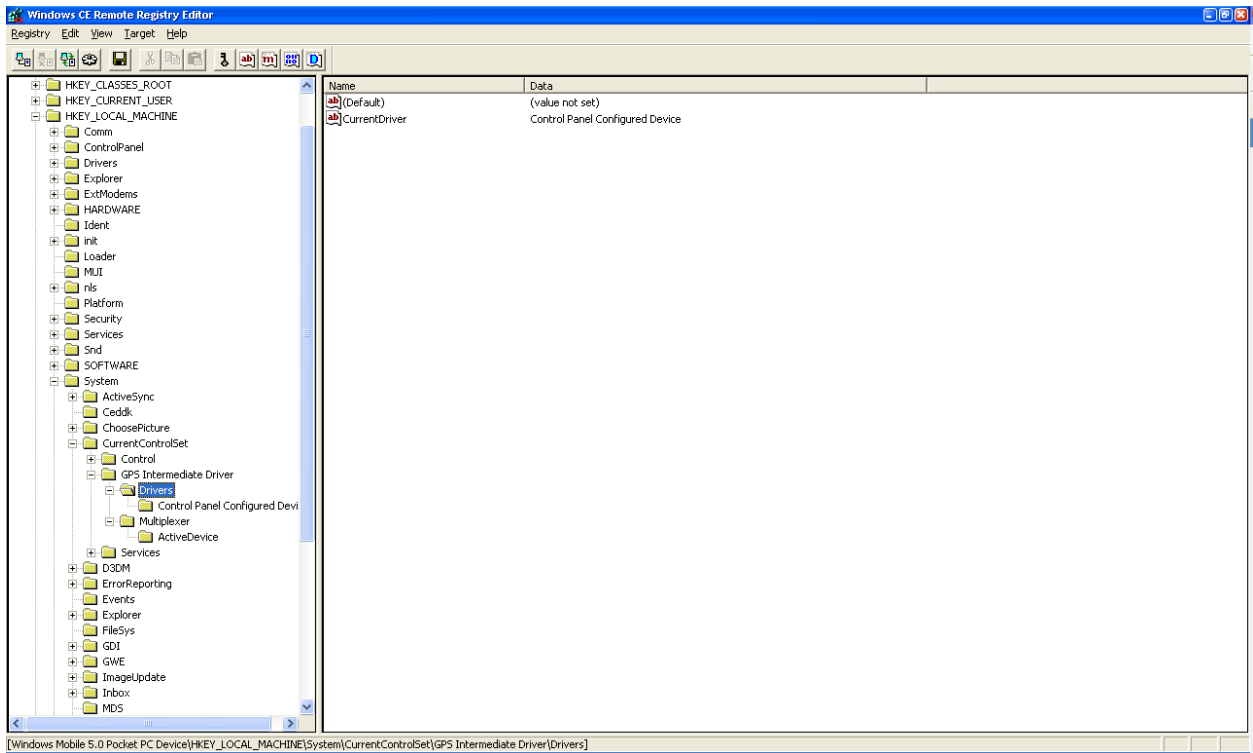 Windows CE Remote Registry Editor
Registry Edit View Target Help
HKEY_CLASSES_ROOT
HKEY_CURRENT_USER
HKEY_LOCAL_MACHINE
Comm
ControlPanel
Drivers
Explorer
ExtModems
HARDWARE
Ident
init
Loader
MUI
nls
Platform
Security
Services
Snd
SOFTWARE
System
ActiveSync
Ceddk
ChoosePicture
CurrentControlSet
Control
GPS Intermediate Driver
Drivers
Control Panel Configured Devi
Multiplexer
ActiveDevice
Services
D3DM
ErrorReporting
Events
Explorer
FileSys
GDI
GWE
ImageUpdate
Inbox
MDS
Name Data
ab (Default) (value not set)
ab CurrentDriver Control Panel Configured Device
[Windows Mobile 5.0 Pocket PC Device\HKEY_LOCAL_MACHINE\System\CurrentControlSet\GPS Intermediate Driver\Drivers]